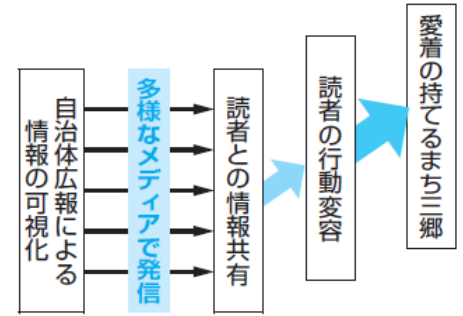 自治体広報による
情報の可視化
多様なメディアで発信
読者との情報共有
読者の行動変容
愛着の持てるまち三郷